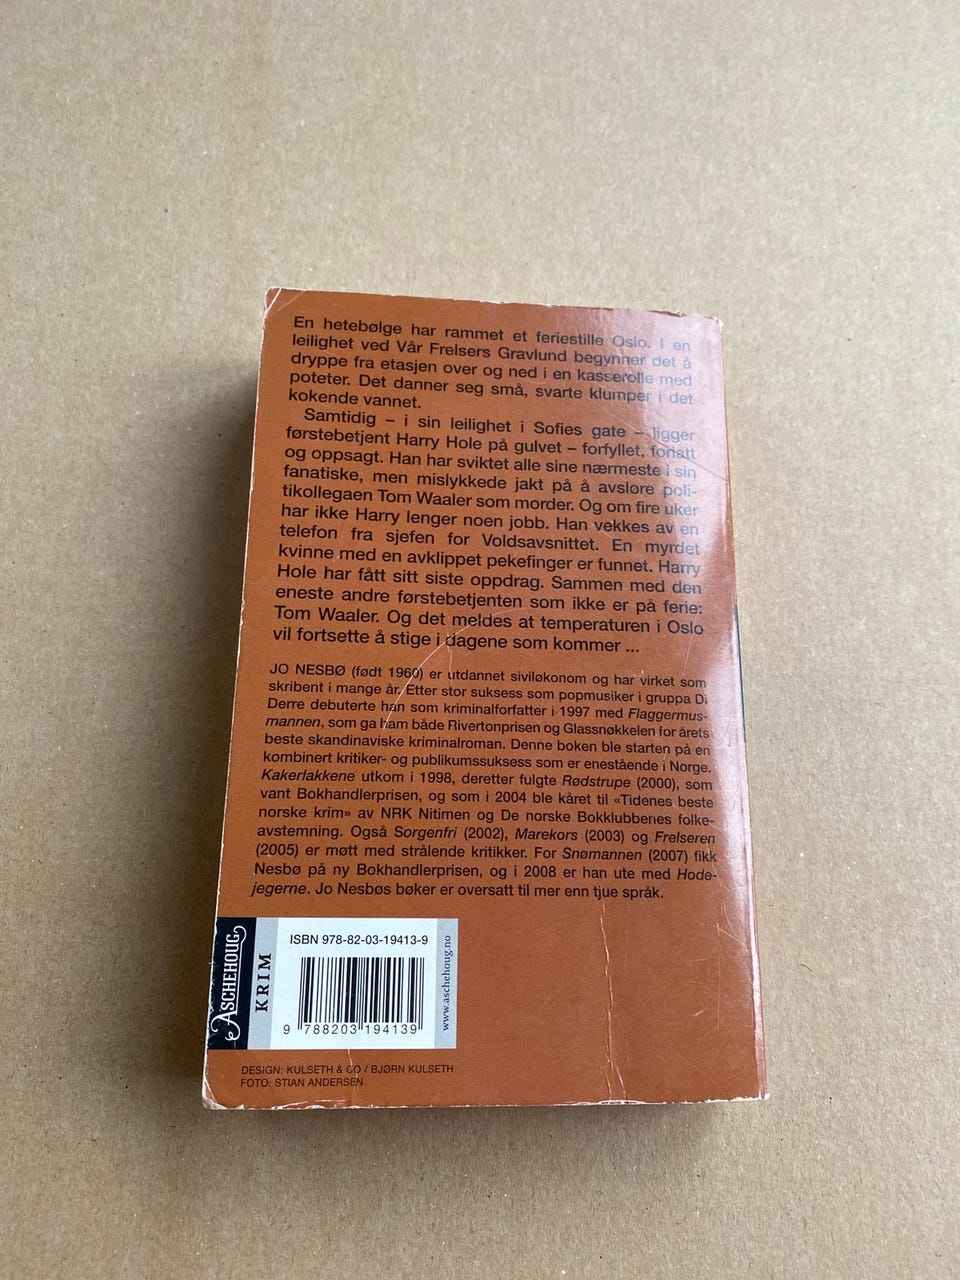 En hetebølge har rammet et feriestille Oslo. I en
leilighet ved Vår Frelsers Gravlund begynner det å
dryppe fra etasjen over og ned i en kasserolle med
poteter. Det danner seg små, svarte klumper i det
kokende vannet.
Samtidig – i sin leilighet i Sofies gate – ligger
førstebetjent Harry Hole på gulvet – forfyllet, forlatt
og oppsagt. Han har sviktet alle sine nærmeste i sin
fanatiske, men mislykkede jakt på å avsløre poli-
tikollegaen Tom Waaler som morder. Og om fire uker
har ikke Harry lenger noen jobb. Han vekkes av en
telefon fra sjefen for Voldsavsnittet. En myrdet
kvinne med en avklippet pekefinger er funnet. Harry
Hole har fått sitt siste oppdrag. Sammen med den
eneste andre førstebetjenten som ikke er på ferie:
Tom Waaler. Og det meldes at temperaturen i Oslo
vil fortsette å stige i dagene som kommer ...
JO NESBØ (født 1960) er utdannet siviløkonom og har virket som
skribent i mange år. Etter stor suksess som popmusiker i gruppa Di
Derre debuterte han som kriminalforfatter i 1997 med Flaggermus-
mannen, som ga ham både Rivertonprisen og Glassnøkkelen for årets
beste skandinaviske kriminalroman. Denne boken ble starten på en
kombinert kritiker- og publikumssuksess som er enestående i Norge.
Kakerlakkene utkom i 1998, deretter fulgte Rødstrupe (2000), som
vant Bokhandlerprisen, og som i 2004 ble kåret til «Tidenes beste
norske krim» av NRK Nitimen og De norske Bokklubbenes folke-
avstemning. Også Sorgenfri (2002), Marekors (2003) og Frelseren
(2005) er møtt med strålende kritikker. For Snømannen (2007) fikk
Nesbø på ny Bokhandlerprisen, og i 2008 er han ute med Hode-
jegerne. Jo Nesbøs bøker er oversatt til mer enn tjue språk.
ASCHEHOUG
KRIM
ISBN 978-82-03-19413-9
9 788203 194139
www.aschehoug.no
DESIGN: KULSETH & CO / BJØRN KULSETH
FOTO: STIAN ANDERSEN